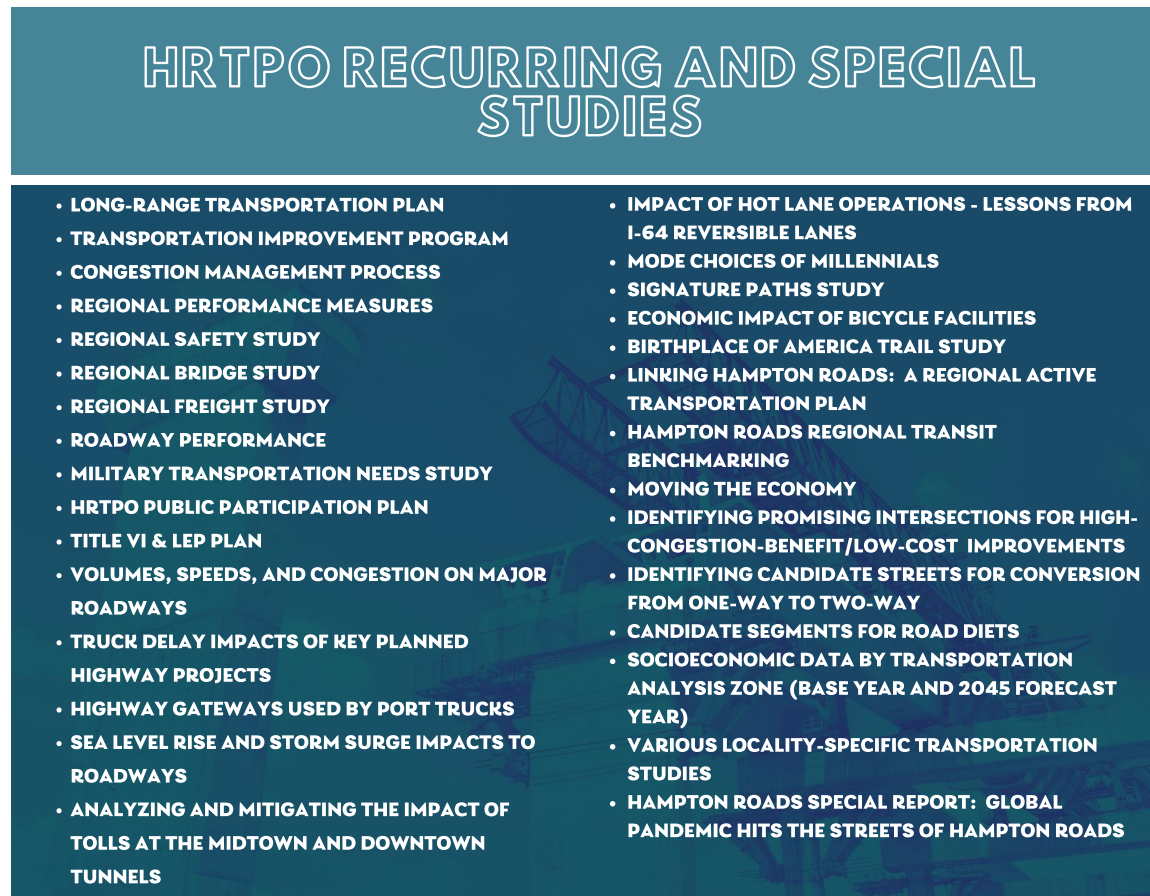 HRTPO RECURRING AND SPECIAL
STUDIES
• LONG-RANGE TRANSPORTATION PLAN
• TRANSPORTATION IMPROVEMENT PROGRAM
• CONGESTION MANAGEMENT PROCESS
• REGIONAL PERFORMANCE MEASURES
• REGIONAL SAFETY STUDY
• REGIONAL BRIDGE STUDY
• REGIONAL FREIGHT STUDY
• ROADWAY PERFORMANCE
• MILITARY TRANSPORTATION NEEDS STUDY
• HRTPO PUBLIC PARTICIPATION PLAN
• TITLE VI & LEP PLAN
• VOLUMES, SPEEDS, AND CONGESTION ON MAJOR
ROADWAYS
• TRUCK DELAY IMPACTS OF KEY PLANNED
HIGHWAY PROJECTS
• HIGHWAY GATEWAYS USED BY PORT TRUCKS
• SEA LEVEL RISE AND STORM SURGE IMPACTS TO
ROADWAYS
• ANALYZING AND MITIGATING THE IMPACT OF
TOLLS AT THE MIDTOWN AND DOWNTOWN
TUNNELS
• IMPACT OF HOT LANE OPERATIONS - LESSONS FROM
I-64 REVERSIBLE LANES
• MODE CHOICES OF MILLENNIALS
• SIGNATURE PATHS STUDY
• ECONOMIC IMPACT OF BICYCLE FACILITIES
• BIRTHPLACE OF AMERICA TRAIL STUDY
• LINKING HAMPTON ROADS: A REGIONAL ACTIVE
TRANSPORTATION PLAN
• HAMPTON ROADS REGIONAL TRANSIT
BENCHMARKING
• MOVING THE ECONOMY
• IDENTIFYING PROMISING INTERSECTIONS FOR HIGH-
CONGESTION-BENEFIT/LOW-COST IMPROVEMENTS
• IDENTIFYING CANDIDATE STREETS FOR CONVERSION
FROM ONE-WAY TO TWO-WAY
• CANDIDATE SEGMENTS FOR ROAD DIETS
• SOCIOECONOMIC DATA BY TRANSPORTATION
ANALYSIS ZONE (BASE YEAR AND 2045 FORECAST
YEAR)
• VARIOUS LOCALITY-SPECIFIC TRANSPORTATION
STUDIES
• HAMPTON ROADS SPECIAL REPORT: GLOBAL
PANDEMIC HITS THE STREETS OF HAMPTON ROADS